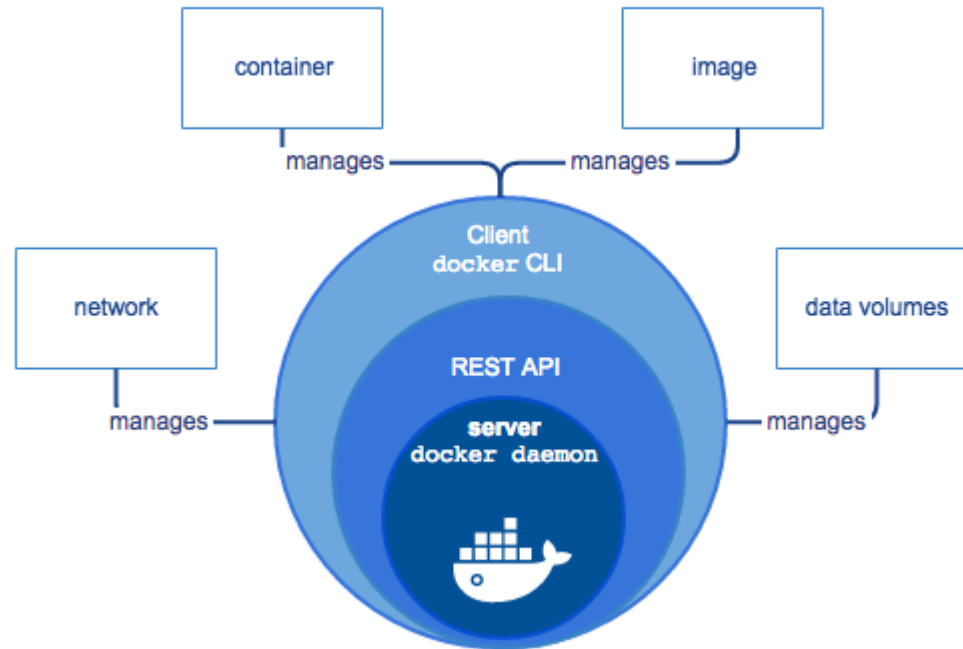 container
image
manages
manages
Client
docker CLI
network
data volumes
REST API
manages
manages
server
docker daemon